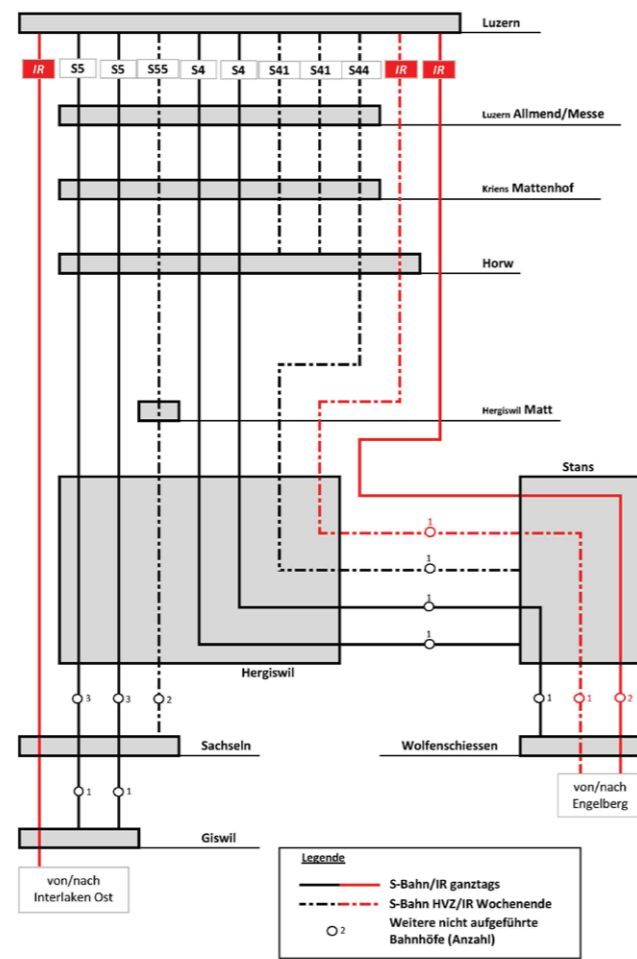 Luzern
IR S5 S5 S55 S4 S4 S41 S41 S44 IR IR
Luzern Allmend/Messe
Kriens Mattenhof
Horw
Hergiswil Matt
Stans
1
1
1
1
Hergiswil
3 3 2 1 1 2
Sachseln Wolfenschiessen
1 1
von/nach
Engelberg
Giswil
von/nach
Interlaken Ost
Legende
S-Bahn/IR ganztags
S-Bahn HVZ/IR Wochenende
2 Weitere nicht aufgeführte
Bahnhöfe (Anzahl)